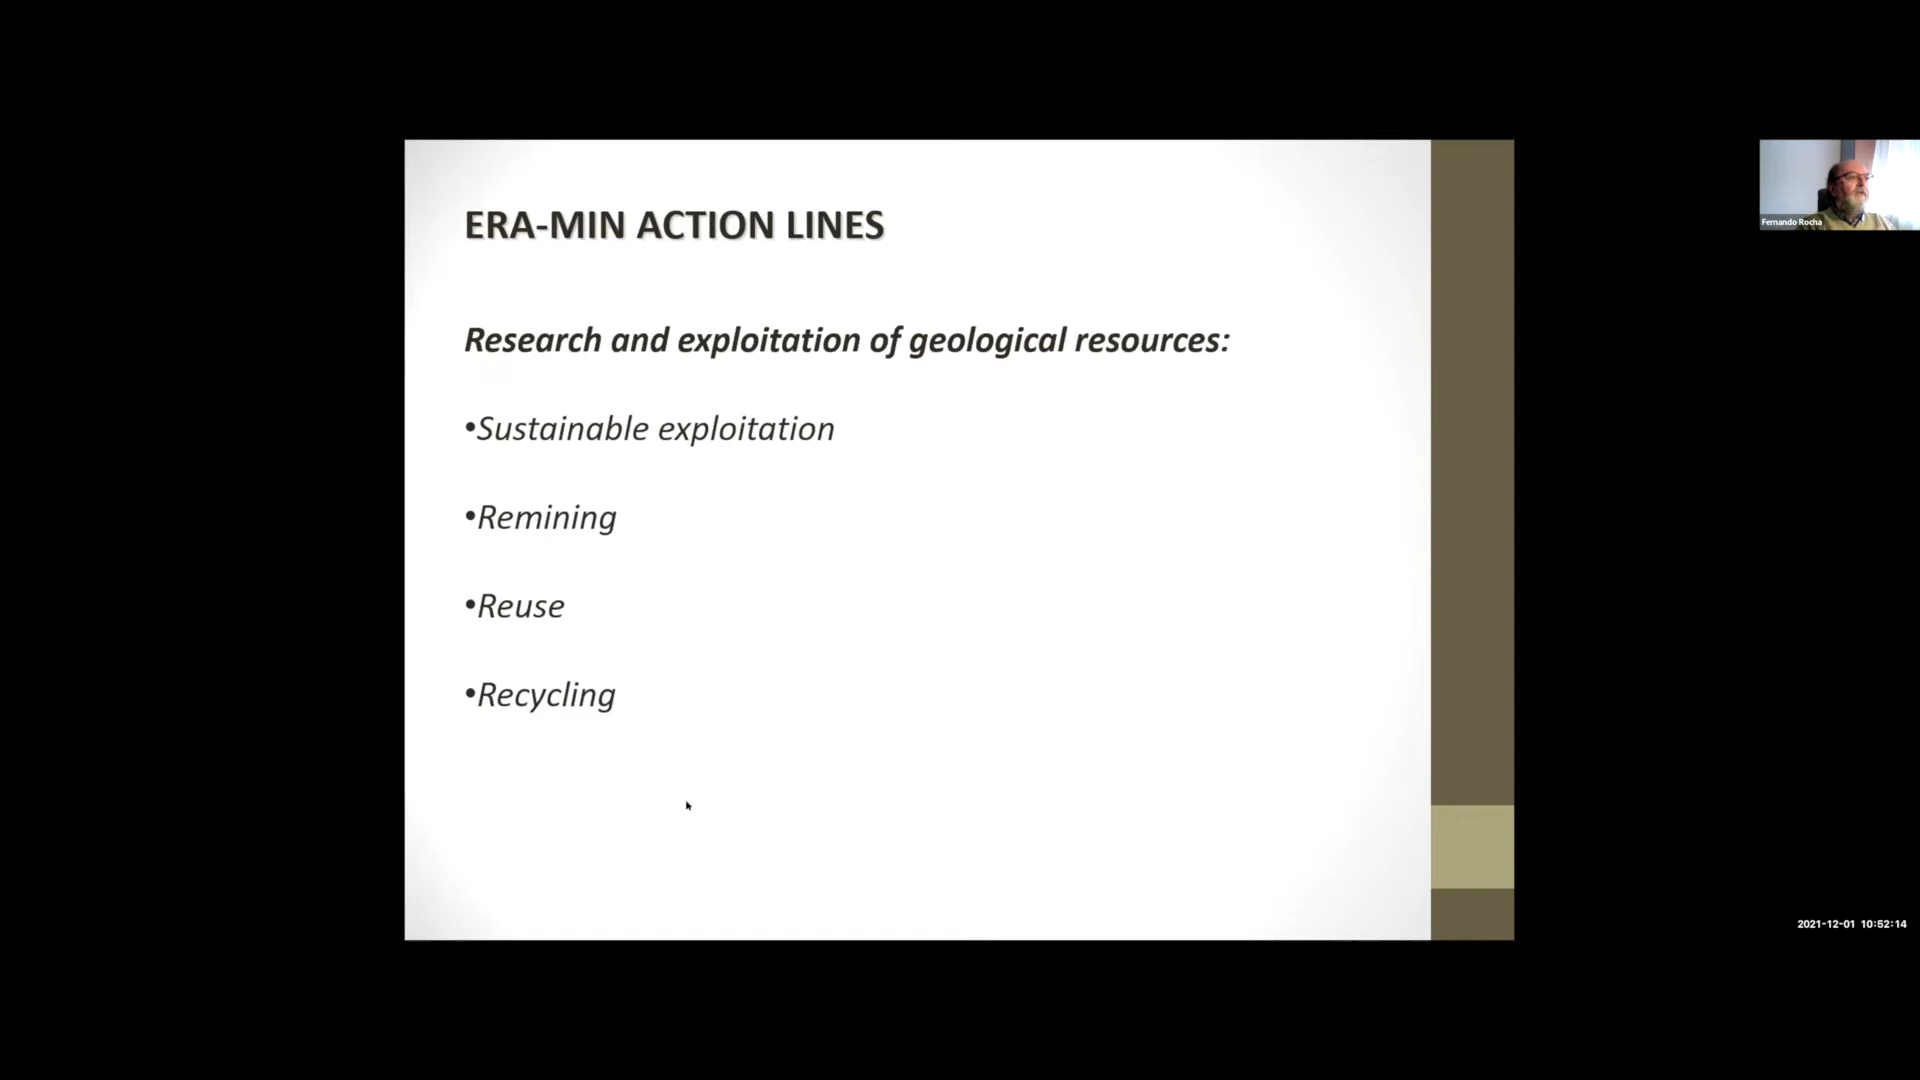 ERA-MIN ACTION LINES
Research and exploitation of geological resources:
•Sustainable exploitation
•Remining
•Reuse
•Recycling
Fernando Rocha
2021-12-01 10:52:14